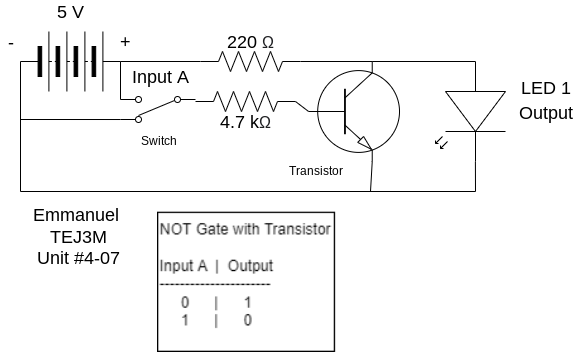 5 V
- +
220 Ω
Input A
LED 1
Output
4.7 kΩ
Switch
Transistor
Emmanuel
TEJ3M
Unit #4-07
NOT Gate with Transistor
Input A | Output
-----------------------
0 | 1
1 | 0